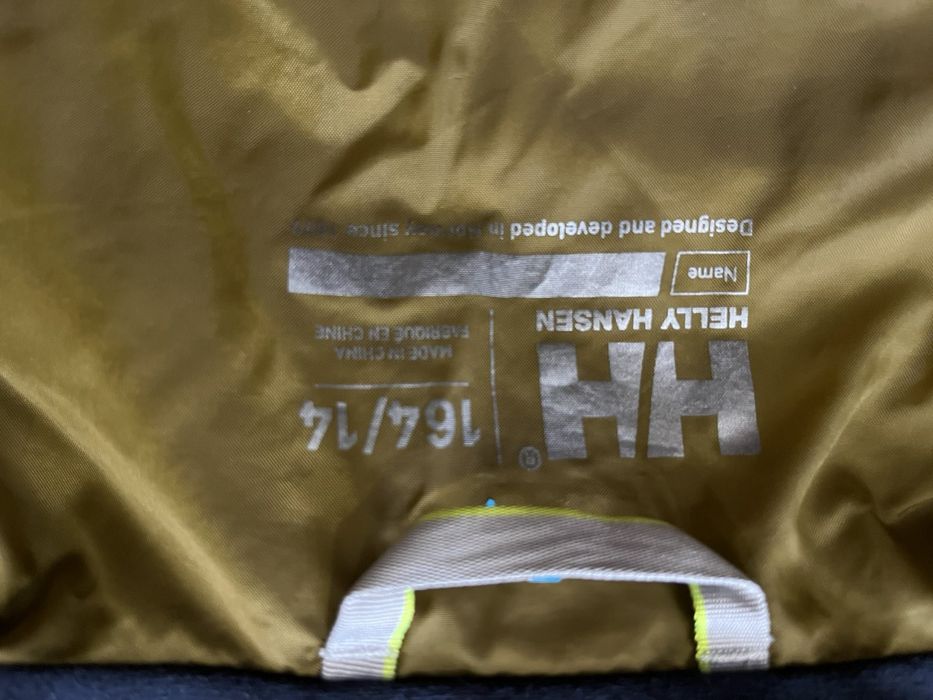 HH®
HELLY HANSEN
164/14
MADE IN CHINA
FABRIQUÉ EN CHINE
Name
Designed and developed in Norway since